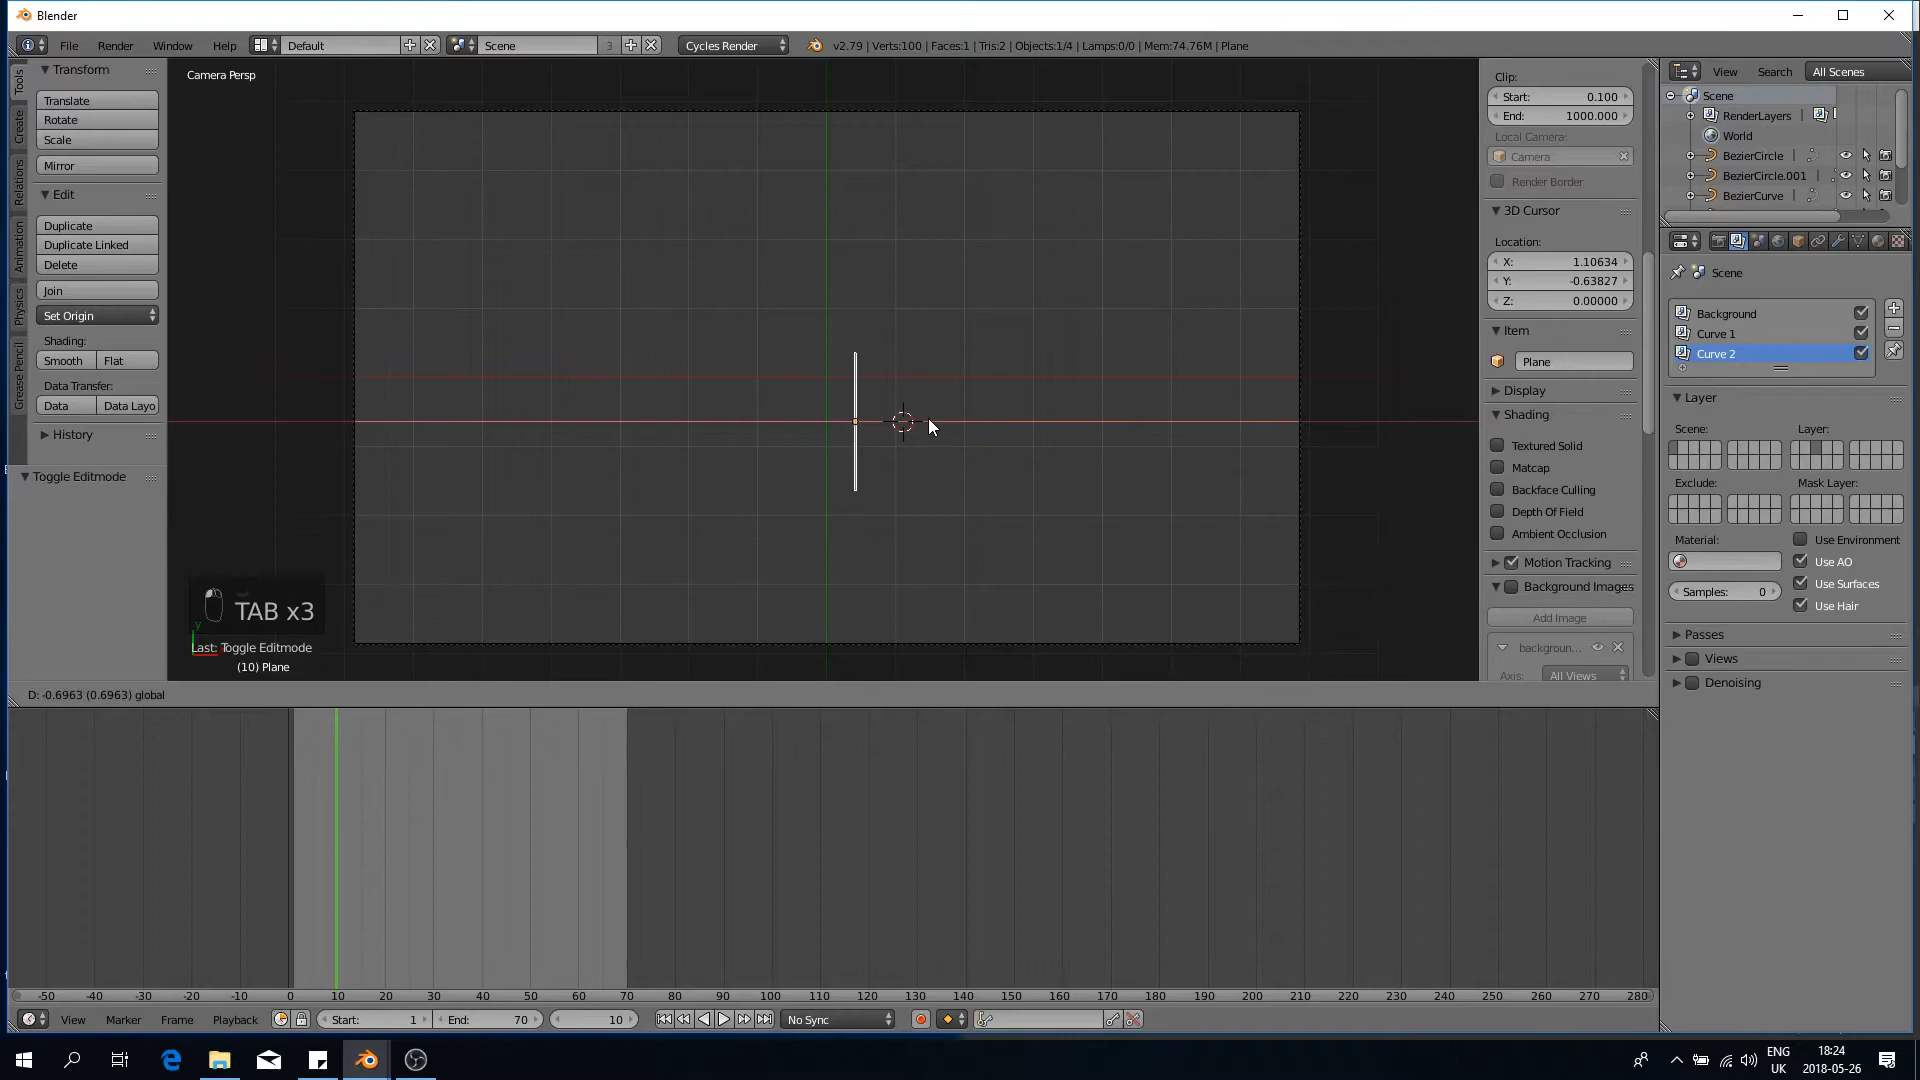 Blender
File Render Window Help Default Scene 3 Cycles Render v2.79 | Verts:100 | Faces:1 | Tris:2 | Objects:1/4 | Lamps:0/0 | Mem:74.76M | Plane
Tools
Create
Relations
Animation
Physics
Grease Pencil
Transform
Translate
Rotate
Scale
Mirror
Edit
Duplicate
Duplicate Linked
Delete
Join
Set Origin
Shading:
Smooth Flat
Data Transfer:
Data Data Layo
History
Toggle Editmode
Camera Persp
TAB x3
y
Last: Toggle Editmode
(10) Plane
D: -0.6963 (0.6963) global
Clip:
Start: 0.100
End: 1000.000
Local Camera:
Camera
Render Border
3D Cursor
Location:
X: 1.10634
Y: -0.63827
Z: 0.00000
Item
Plane
Display
Shading
Textured Solid
Matcap
Backface Culling
Depth Of Field
Ambient Occlusion
Motion Tracking
Background Images
Add Image
backgroun...
Axis: All Views
View Search All Scenes
Scene
RenderLayers |
World
BezierCircle |
BezierCircle.001
BezierCurve |
Scene
Background
Curve 1
Curve 2
Layer
Scene: Layer:
Exclude: Mask Layer:
Material: Use Environment
Use AO
Samples: 0 Use Surfaces
Use Hair
Passes
Views
Denoising
-50 -40 -30 -20 -10 0 10 20 30 40 50 60 70 80 90 100 110 120 130 140 150 160 170 180 190 200 210 220 230 240 250 260 270 280
View Marker Frame Playback Start: 1 End: 70 10 No Sync
ENG
UK
18:24
2018-05-26